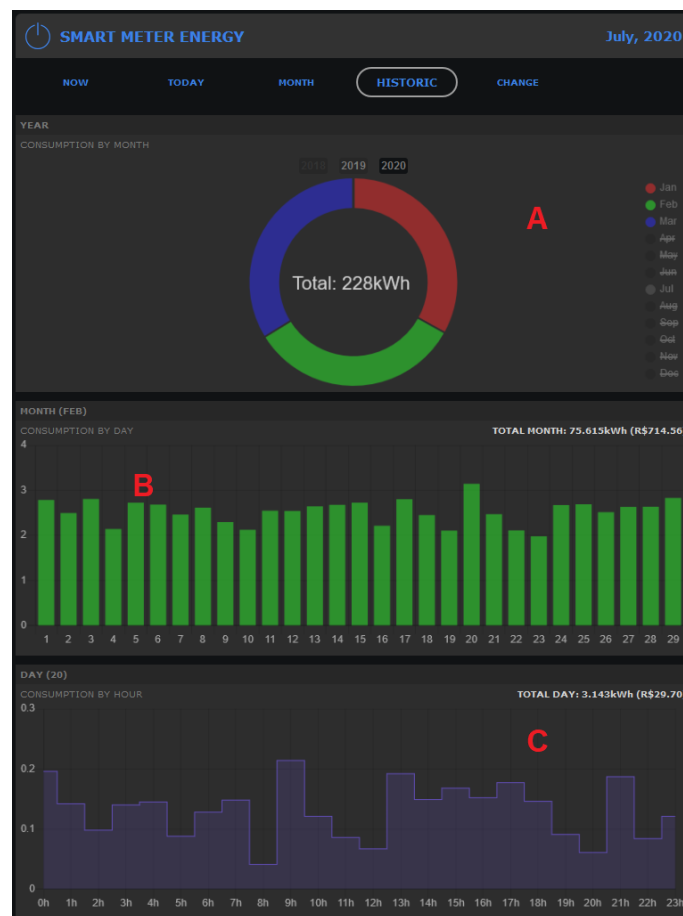 SMART METER ENERGY July, 2020
NOW TODAY MONTH HISTORIC CHANGE
YEAR
CONSUMPTION BY MONTH
2018 2019 2020
A
Jan
Feb
Mar
Apr
May
Jun
Jul
Aug
Sep
Oct
Nov
Dec
Total: 228kWh
MONTH (FEB)
CONSUMPTION BY DAY TOTAL MONTH: 75.615kWh (R$714.56
4
3
2
1
0
B
1 2 3 4 5 6 7 8 9 10 11 12 13 14 15 16 17 18 19 20 21 22 23 24 25 26 27 28 29
DAY (20)
CONSUMPTION BY HOUR TOTAL DAY: 3.143kWh (R$29.70
0.3
0.2
0.1
0
C
0h 1h 2h 3h 4h 5h 6h 7h 8h 9h 10h 11h 12h 13h 14h 15h 16h 17h 18h 19h 20h 21h 22h 23h